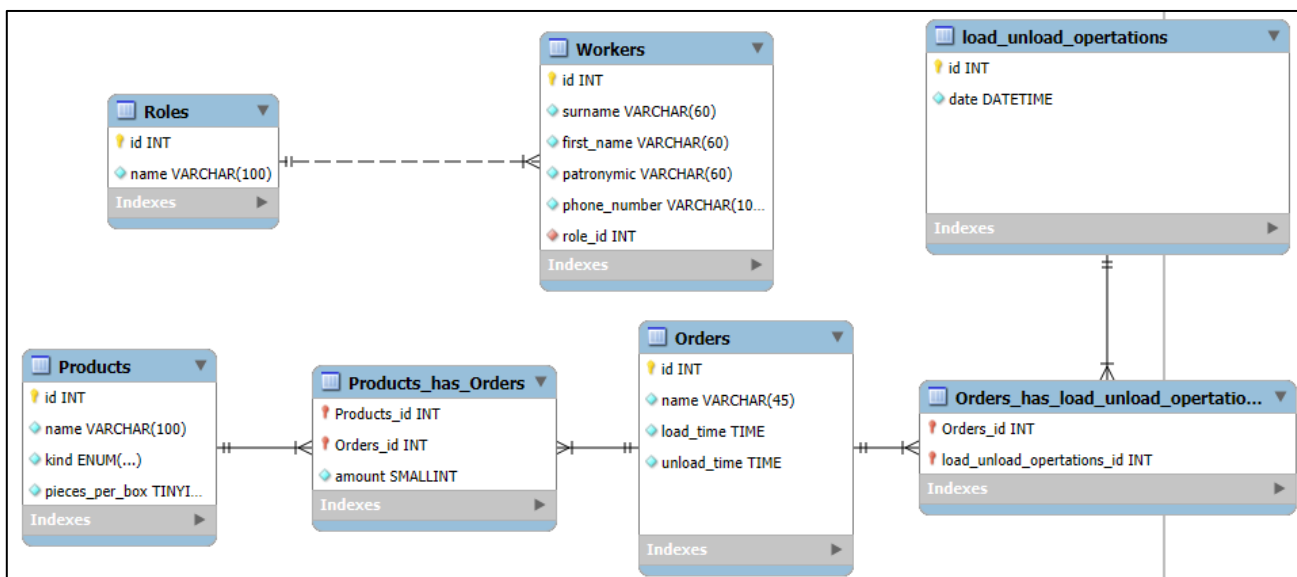 Roles
id INT
name VARCHAR(100)
Indexes
Workers
id INT
surname VARCHAR(60)
first_name VARCHAR(60)
patronymic VARCHAR(60)
phone_number VARCHAR(10...
role_id INT
Indexes
load_unload_opertations
id INT
date DATETIME
Indexes
Products
id INT
name VARCHAR(100)
kind ENUM(...)
pieces_per_box TINYI...
Indexes
Products_has_Orders
Products_id INT
Orders_id INT
amount SMALLINT
Indexes
Orders
id INT
name VARCHAR(45)
load_time TIME
unload_time TIME
Indexes
Orders_has_load_unload_opertatio...
Orders_id INT
load_unload_opertations_id INT
Indexes